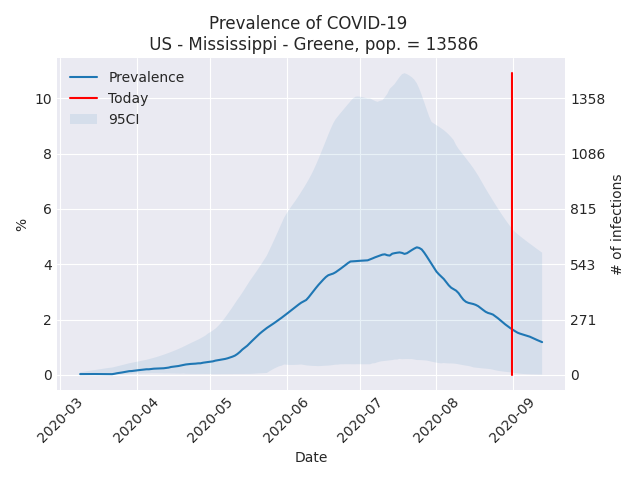 Prevalence of COVID-19
US - Mississippi - Greene, pop. = 13586
Prevalence
Today
95CI
10
8
6
4
2
0
%
1358
1086
815
543
271
0
# of infections
2020-03
2020-04
2020-05
2020-06
2020-07
2020-08
2020-09
Date